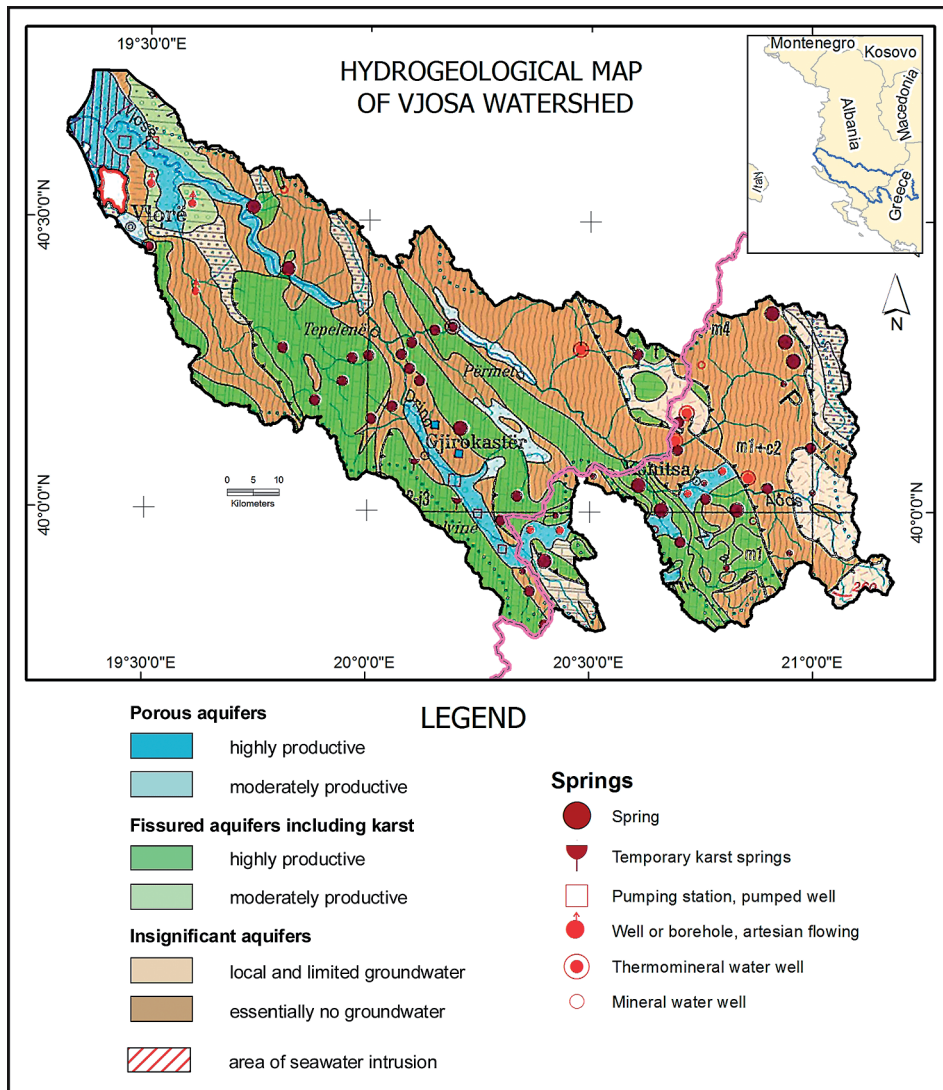 19°30'0"E
HYDROGEOLOGICAL MAP
OF VJOSA WATERSHED
Montenegro
Kosovo
Macedonia
Albania
Greece
Italy
N
40°30'0"N
40°30'0"N
Vjosë
Vlorë
Tepelenë
Përmet
m4
P
Drino
Gjirokastër
m1+c2
Aoos
m1
40°0'0"N
40°0'0"N
0 5 10
Kilometers
19°30'0"E
20°0'0"E
20°30'0"E
21°0'0"E
LEGEND
Porous aquifers
highly productive
moderately productive
Fissured aquifers including karst
highly productive
moderately productive
Insignificant aquifers
local and limited groundwater
essentially no groundwater
area of seawater intrusion
Springs
Spring
Temporary karst springs
Pumping station, pumped well
Well or borehole, artesian flowing
Thermomineral water well
Mineral water well